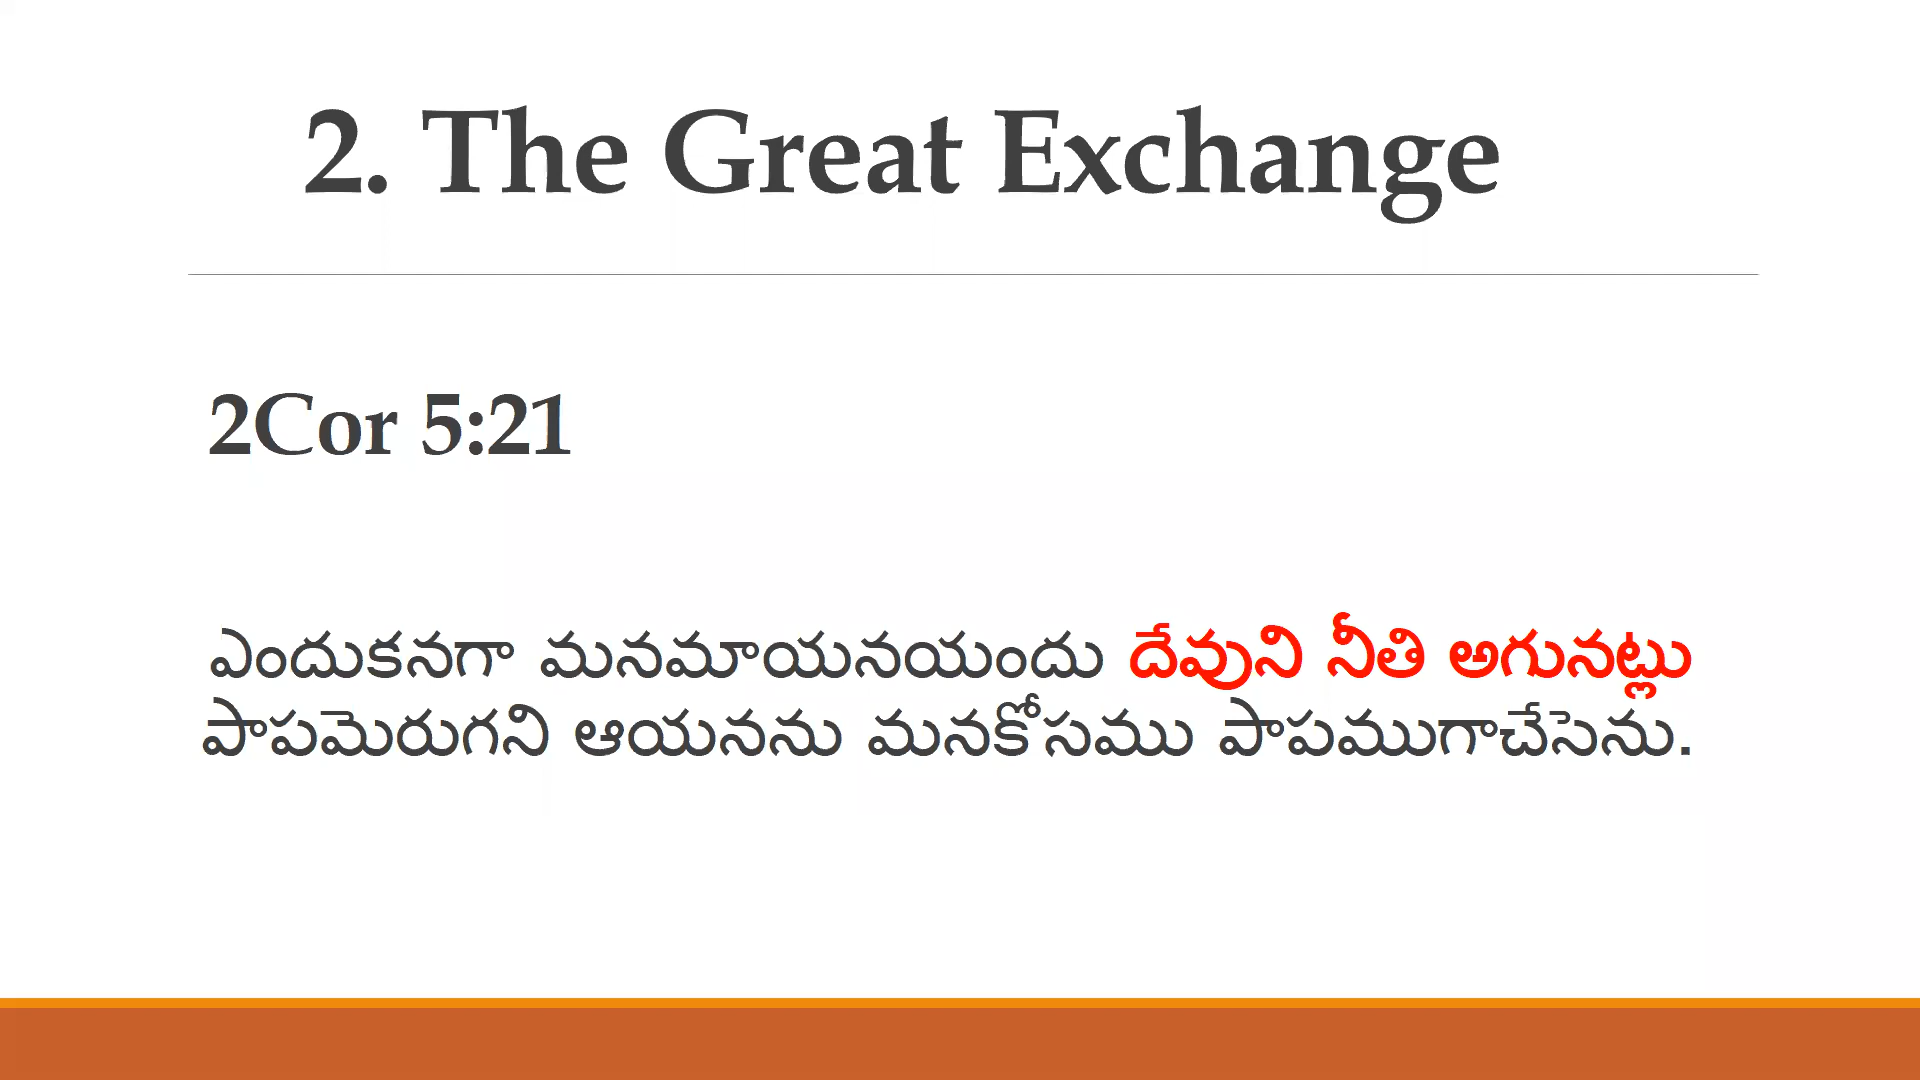 2. The Great Exchange
2Cor 5:21
ఎందుకనగా మనమాయనయందు దేవుని నీతి అగునట్లు
పాపమెరుగని ఆయనను మనకోసము పాపముగాచేసెను.